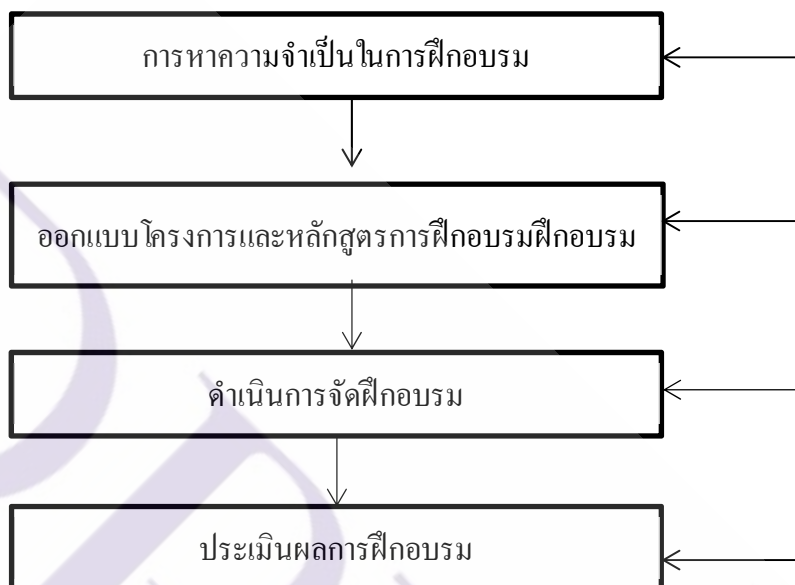 การหาความจำเป็นในการฝึกอบรม
ออกแบบโครงการและหลักสูตรการฝึกอบรมฝึกอบรม
ดำเนินการจัดฝึกอบรม
ประเมินผลการฝึกอบรม